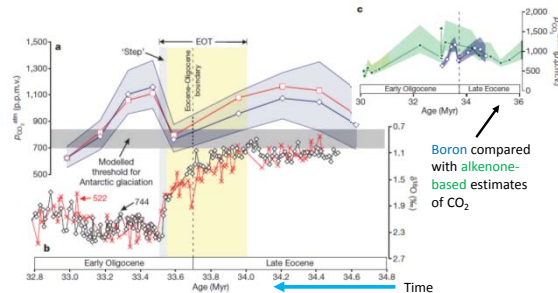 a
'Step'
EOT
Eocene–Oligocene
boundary
1,500
1,300
1,100
900
700
500
Modelled
threshold for
Antarctic glaciation
522
744
b
0.7
1.1
1.5
1.9
2.3
2.7
δ18O (‰)
Early Oligocene
Late Eocene
32.8
33.0
33.2
33.4
33.6
33.8
34.0
34.2
34.4
34.6
34.8
Age (Myr)
Time
c
2,000
1,500
1,000
500
0
Early Oligocene
Late Eocene
30
32
34
36
Age (Myr)
Boron compared
with alkenone-
based estimates
of CO2